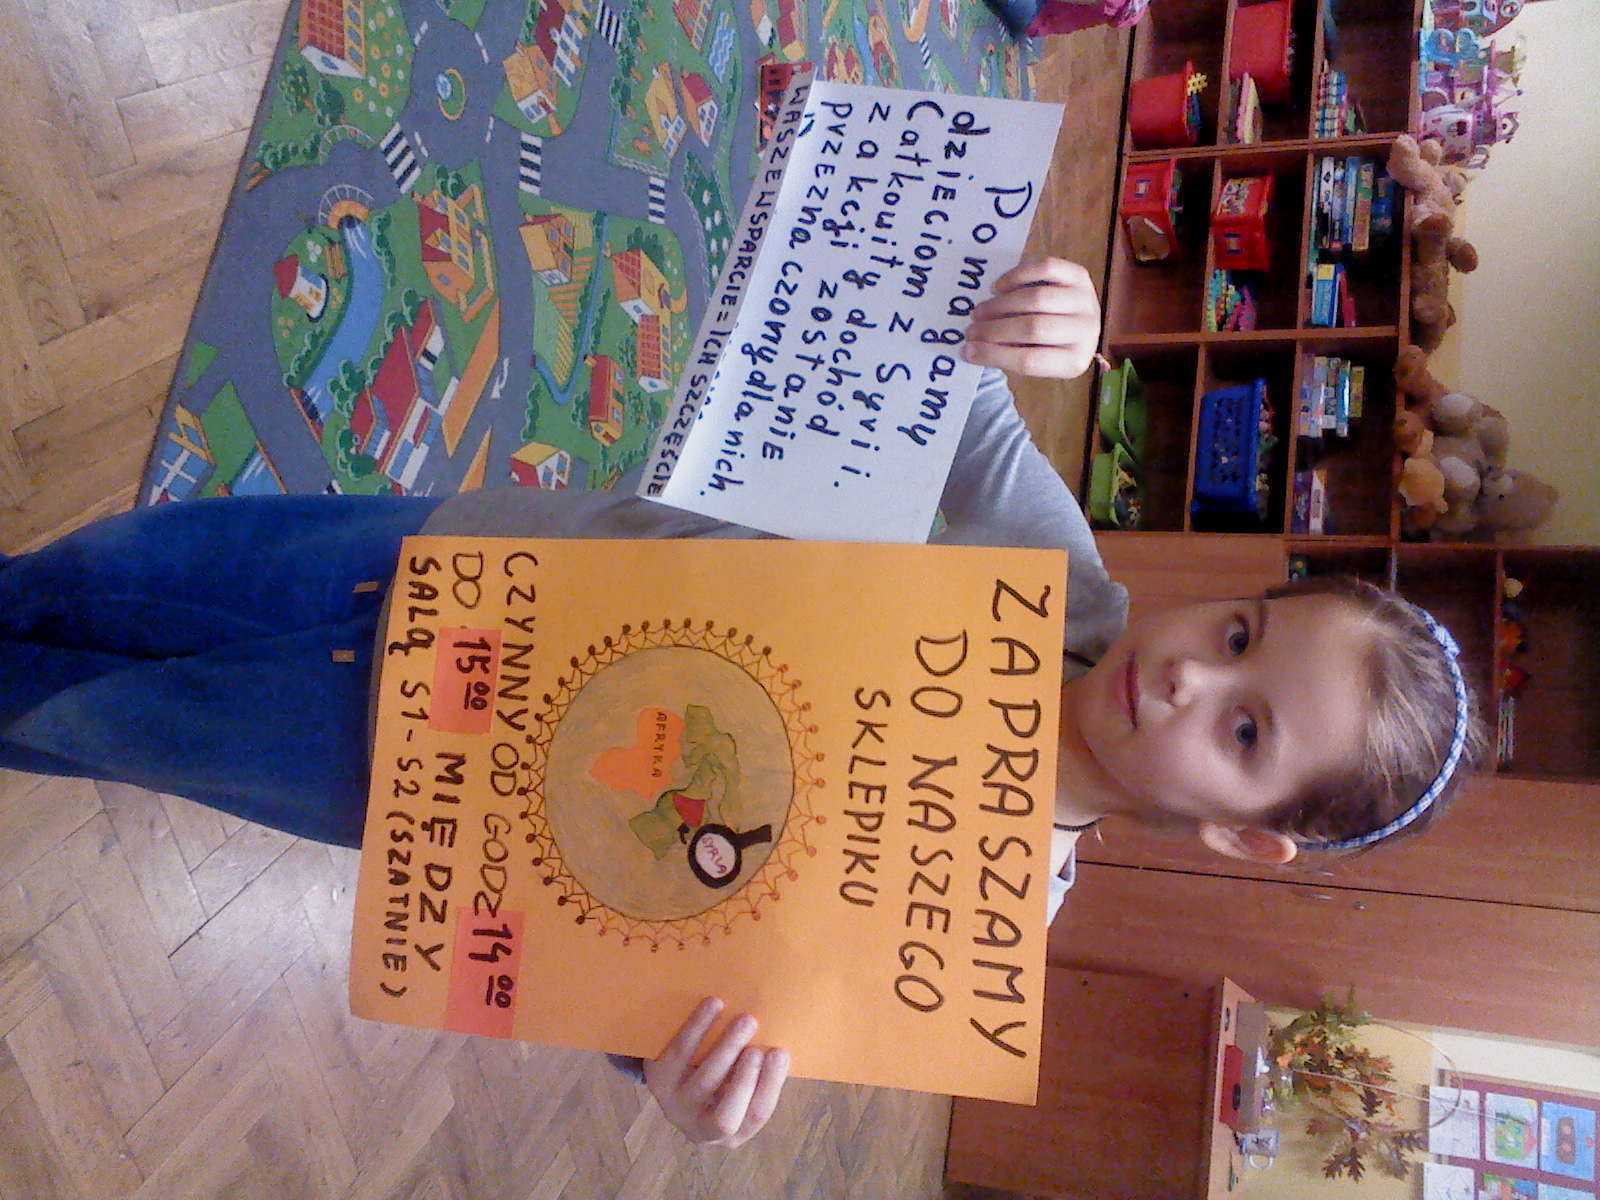 ZAPRASZAMY
DO NASZEGO
SKLEPIKU
AFRYKA
SYRIA
CZYNNY OD GODZ 14 00
DO 15 00 MIĘDZY
SALĄ S1-S2 (SZATNIE)
Pomagamy
dzieciom z Syrii.
Całkowity dochód
z akcji zostanie
przeznaczony dla nich.
WASZE WSPARCIE = ICH SZCZĘŚCIE